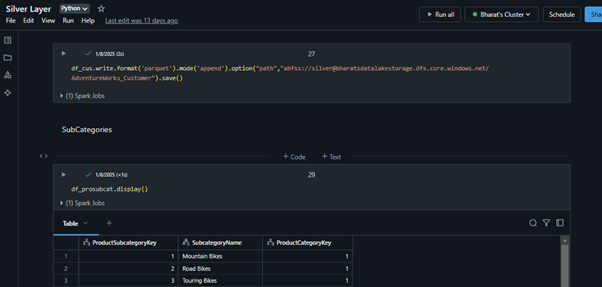 Silver Layer Python
File Edit View Run Help Last edit was 13 days ago
Run all Bharat's Cluster Schedule
1/8/2025 (2s) 27
df_cus.write.format('parquet').mode('append').option("path","abfss://silver@bharatsdatalakestorage.dfs.core.windows.net/
AdventureWorks_Customer").save()
(1) Spark Jobs
SubCategories
+ Code + Text
1/8/2025 (<1s) 29
df_prosubcat.display()
(1) Spark Jobs
Table +
ProductSubcategoryKey SubcategoryName ProductCategoryKey
1 1 Mountain Bikes 1
2 2 Road Bikes 1
3 3 Touring Bikes 1